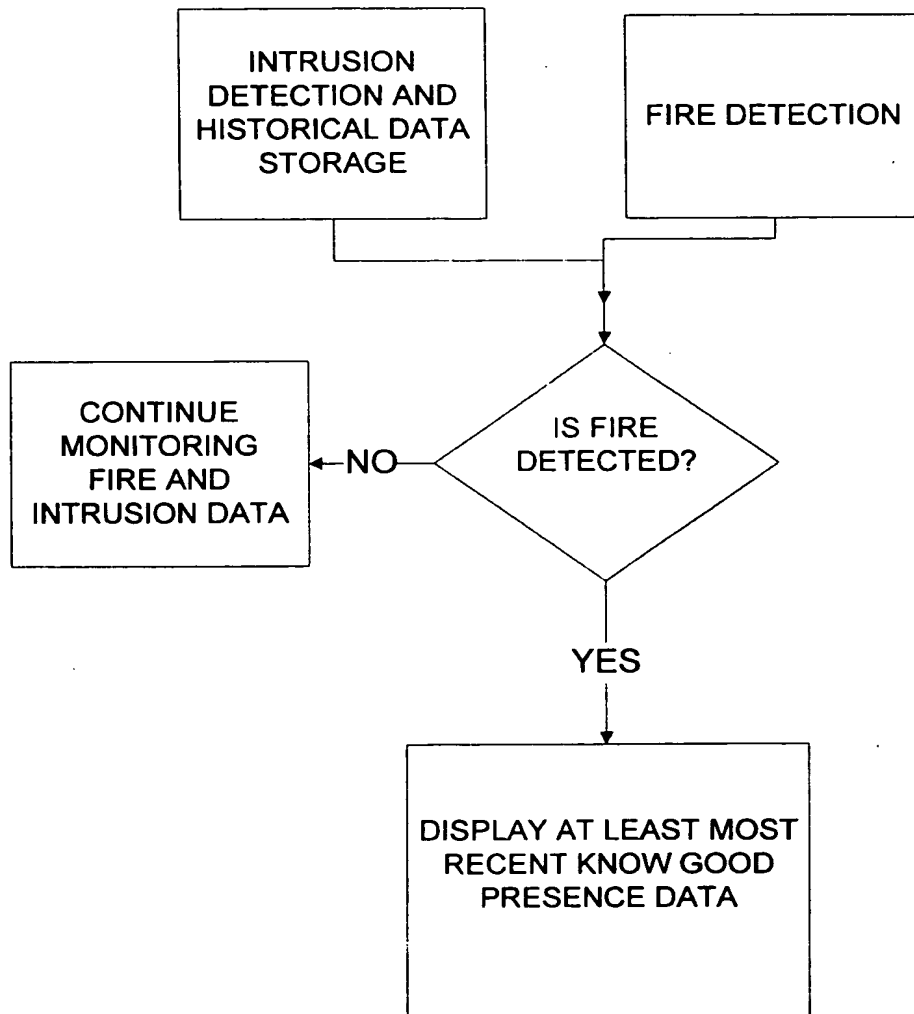 INTRUSION
DETECTION AND
HISTORICAL DATA
STORAGE
FIRE DETECTION
IS FIRE
DETECTED?
NO
CONTINUE
MONITORING
FIRE AND
INTRUSION DATA
YES
DISPLAY AT LEAST MOST
RECENT KNOW GOOD
PRESENCE DATA